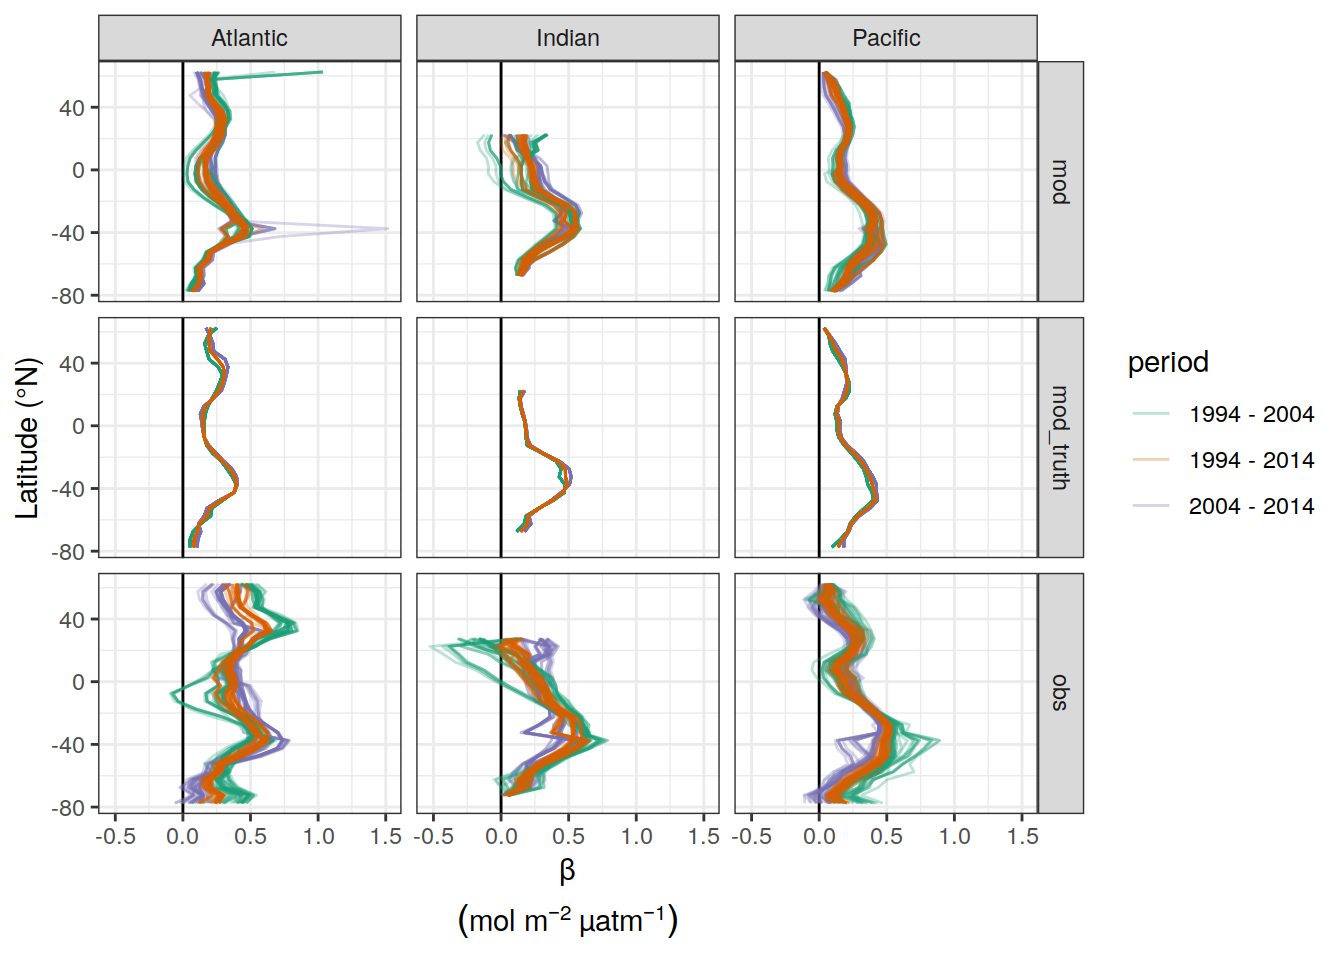 Atlantic Indian Pacific
40
0
-40
-80
mod
40
0
-40
-80
mod_truth
40
0
-40
-80
obs
Latitude (°N)
-0.5 0.0 0.5 1.0 1.5 -0.5 0.0 0.5 1.0 1.5 -0.5 0.0 0.5 1.0 1.5
β
(mol m⁻² µatm⁻¹)
period
1994 - 2004
1994 - 2014
2004 - 2014